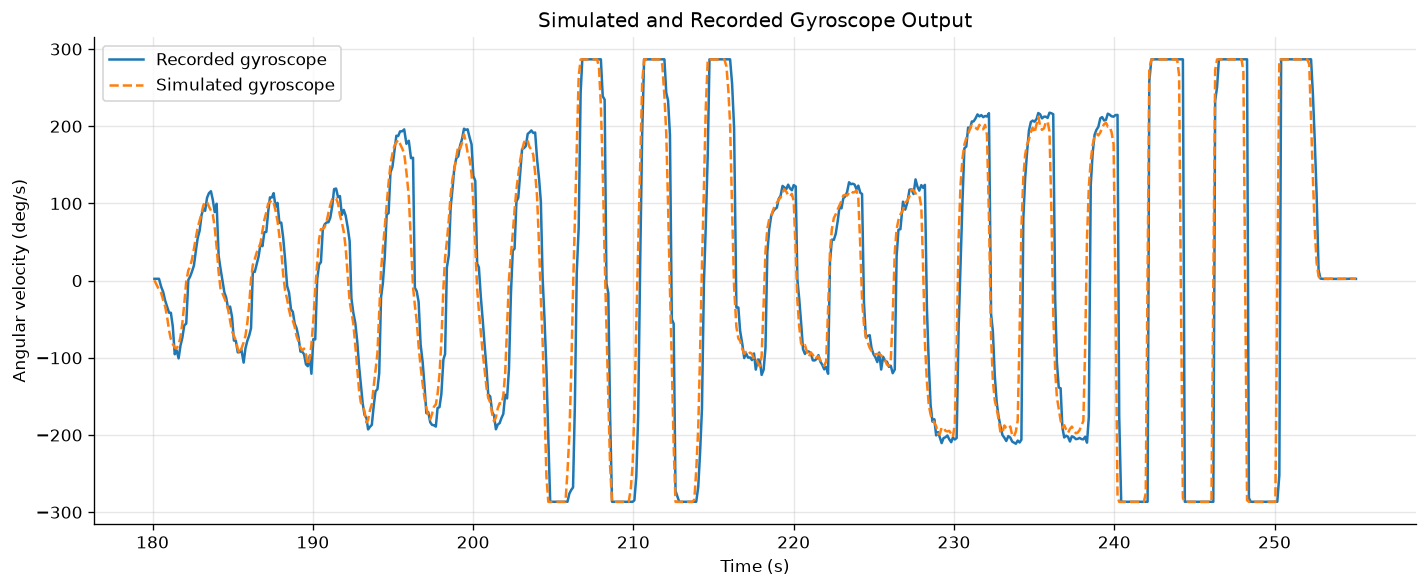 Simulated and Recorded Gyroscope Output
Recorded gyroscope
Simulated gyroscope
Angular velocity (deg/s)
300
200
100
0
−100
−200
−300
180 190 200 210 220 230 240 250
Time (s)